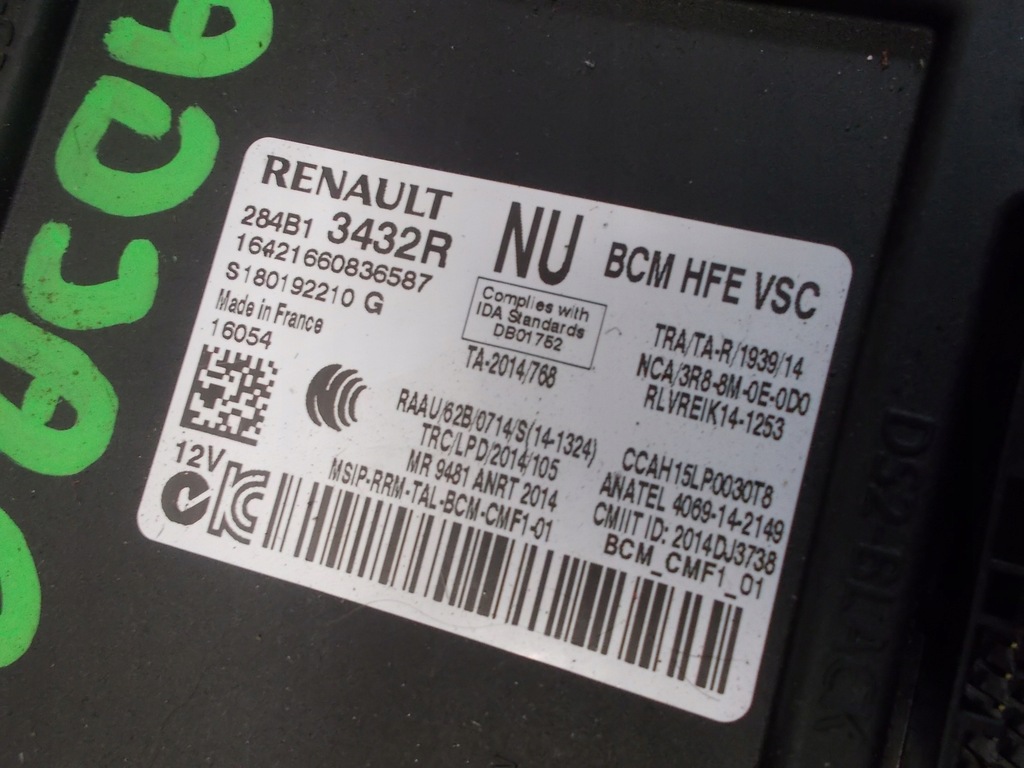 RENAULT
284B1 3432R
16421660836587
S180192210 G
Made in France
16054
12V
NU
BCM HFE VSC
Complies with
IDA Standards
DB01752
TA-2014/768
TRA/TA-R/1939/14
NCA/3R8-8M-0E-0D0
RLVREIK14-1253
RAAU/62B/0714/S(14-1324)
TRC/LPD/2014/105
MR 9481 ANRT 2014
MSIP-RRM-TAL-BCM-CMF1-01
CCAH15LP0030T8
ANATEL 4069-14-2149
CMIIT ID: 2014DJ3738
BCM_CMF1_01